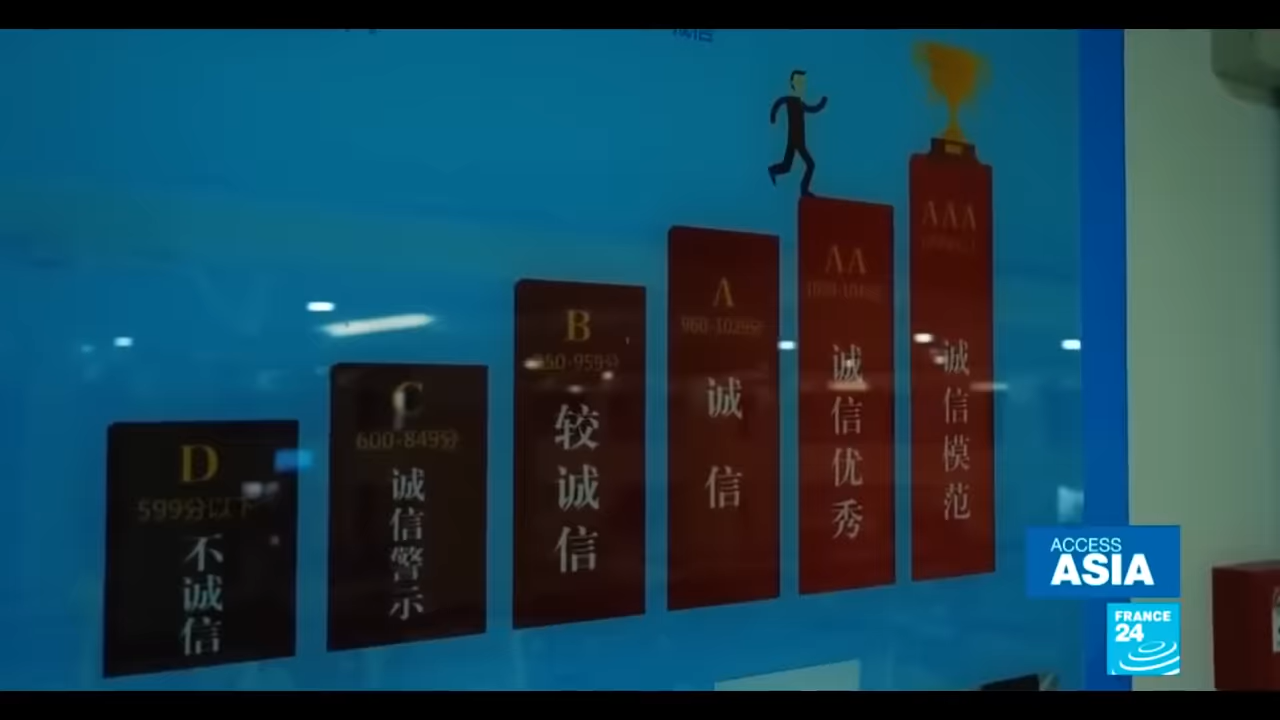 诚信
D
599分以下
不诚信
C
600-849分
诚信警示
B
850-959分
较诚信
A
960-1029分
诚信
AA
诚信优秀
AAA
诚信模范
ACCESS
ASIA
FRANCE
24